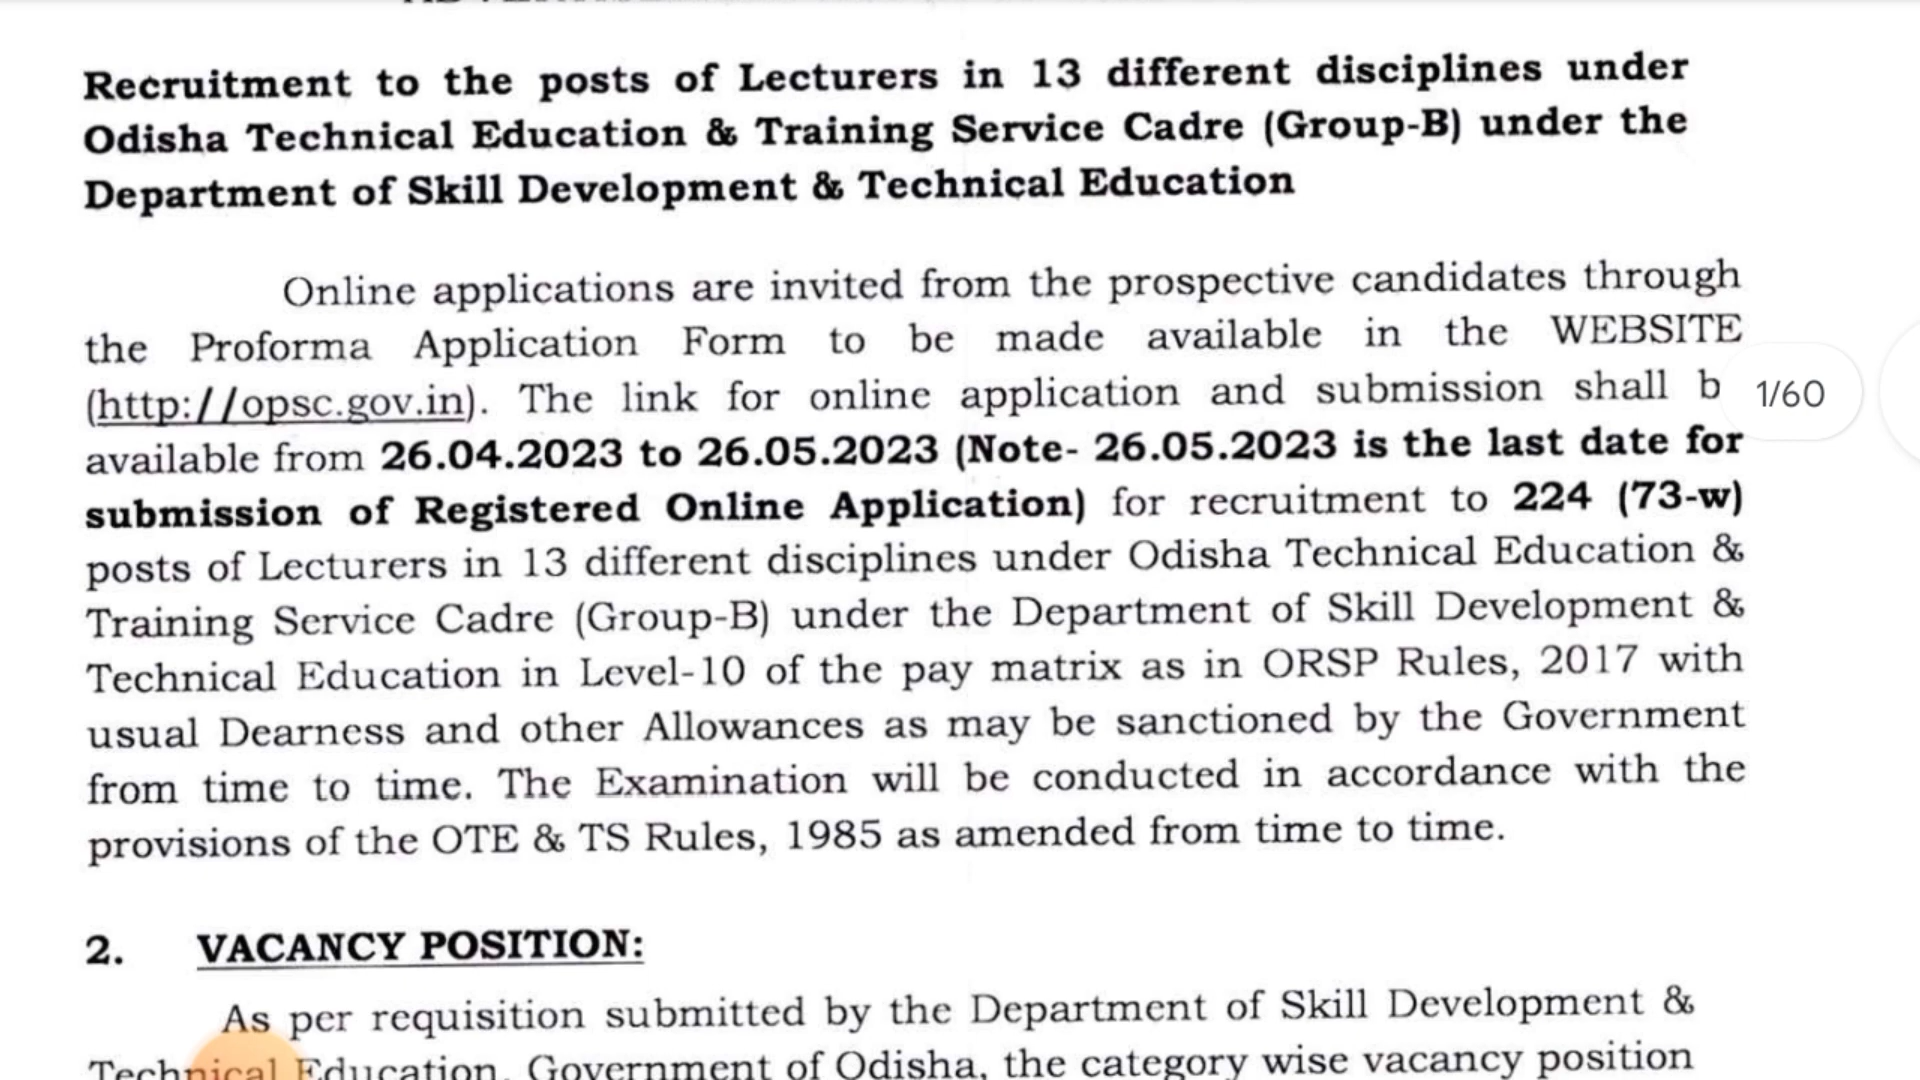 Recruitment to the posts of Lecturers in 13 different disciplines under
Odisha Technical Education & Training Service Cadre (Group-B) under the
Department of Skill Development & Technical Education
Online applications are invited from the prospective candidates through
the Proforma Application Form to be made available in the WEBSITE
(http://opsc.gov.in). The link for online application and submission shall b
1/60
available from 26.04.2023 to 26.05.2023 (Note- 26.05.2023 is the last date for
submission of Registered Online Application) for recruitment to 224 (73-w)
posts of Lecturers in 13 different disciplines under Odisha Technical Education &
Training Service Cadre (Group-B) under the Department of Skill Development &
Technical Education in Level-10 of the pay matrix as in ORSP Rules, 2017 with
usual Dearness and other Allowances as may be sanctioned by the Government
from time to time. The Examination will be conducted in accordance with the
provisions of the OTE & TS Rules, 1985 as amended from time to time.
2. VACANCY POSITION:
As per requisition submitted by the Department of Skill Development &
Technical Education, Government of Odisha, the category wise vacancy position